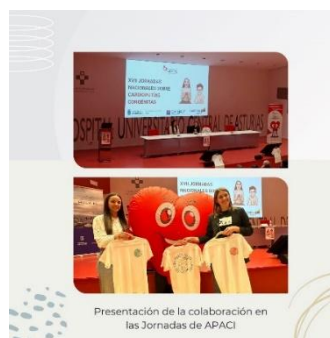 XVII JORNADAS
NACIONALES SOBRE
CARDIOPATÍAS
CONGÉNITAS
HOSPITAL UNIVERSITARIO CENTRAL DE ASTURIAS
XVII JORNADAS
Presentación de la colaboración en
las Jornadas de APACI